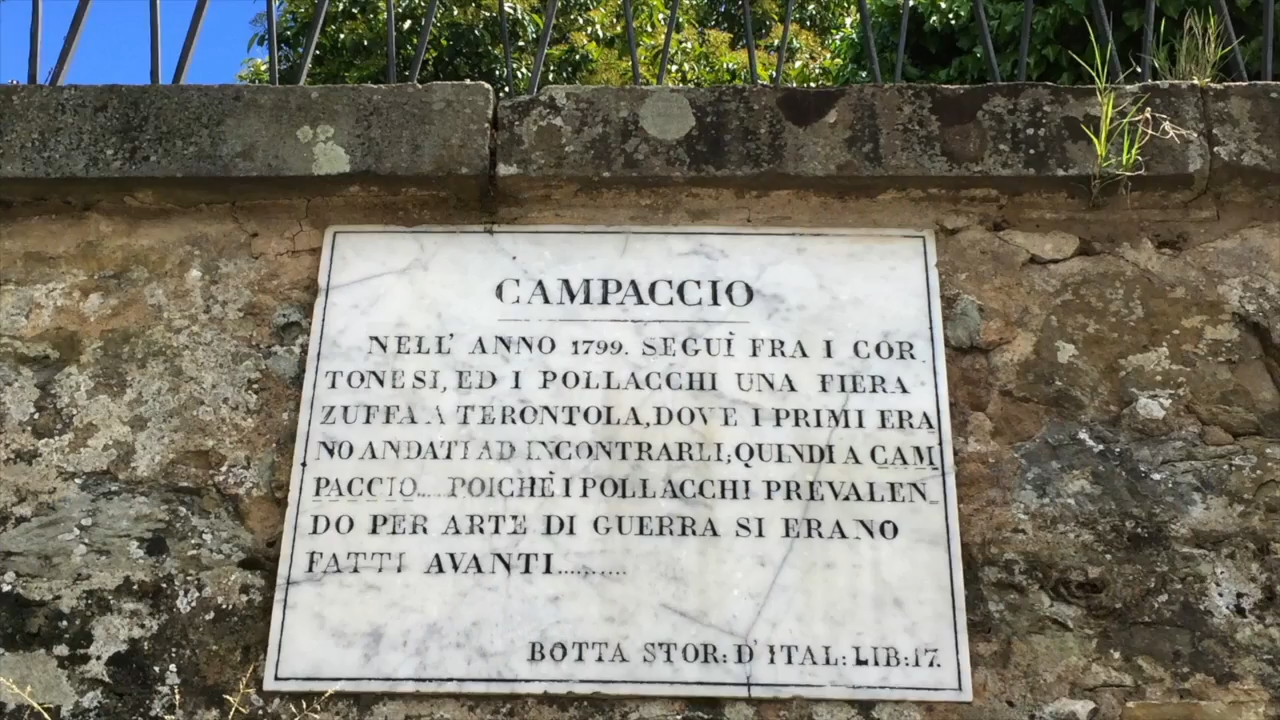 CAMPACCIO
NELL' ANNO 1799. SEGUÌ FRA I COR.
TONESI, ED I POLLACCHI UNA FIERA
ZUFFA A TERONTOLA, DOVE I PRIMI ERA
NO ANDATI AD INCONTRARLI; QUINDI A CAM
PACCIO.... POICHÈ I POLLACCHI PREVALEN-
DO PER ARTE DI GUERRA SI ERANO
FATTI AVANTI..........
BOTTA STOR: D' ITAL: LIB: 17.